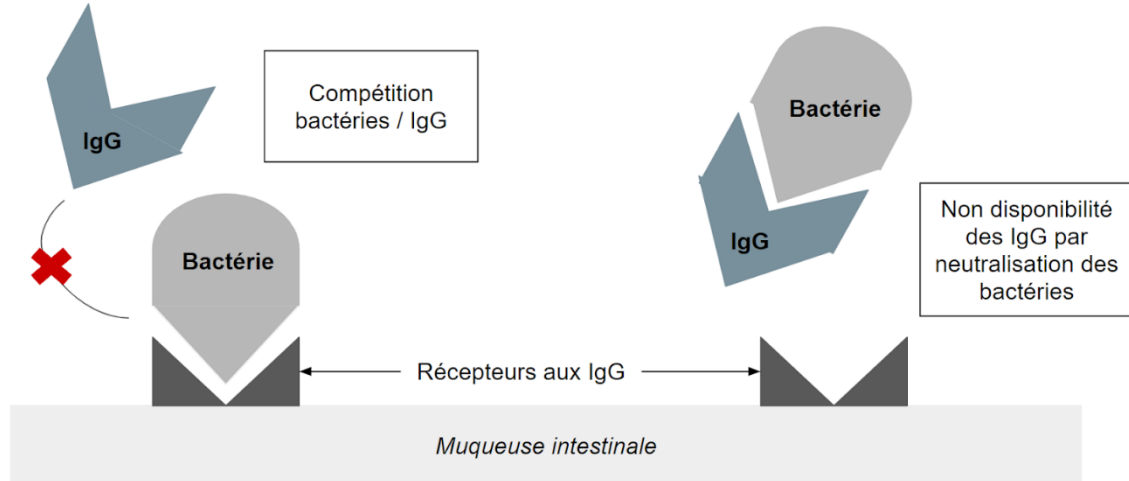 IgG
Compétition
bactéries / IgG
Bactérie
Bactérie
IgG
Non disponibilité
des IgG par
neutralisation des
bactéries
Récepteurs aux IgG
Muqueuse intestinale